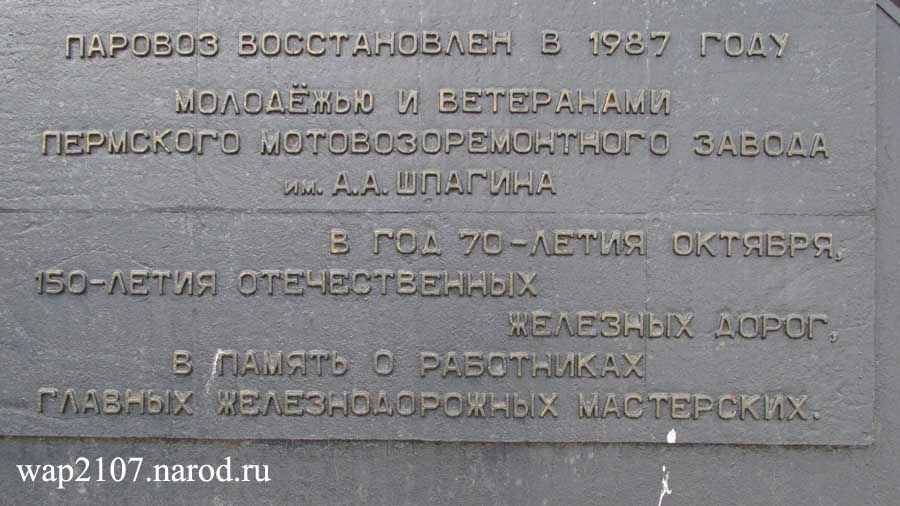 ПАРОВОЗ ВОССТАНОВЛЕН В 1987 ГОДУ
МОЛОДЁЖЬЮ И ВЕТЕРАНАМИ
ПЕРМСКОГО МОТОВОЗОРЕМОНТНОГО ЗАВОДА
ИМ. А.А. ШПАГИНА
В ГОД 70-ЛЕТИЯ ОКТЯБРЯ,
150-ЛЕТИЯ ОТЕЧЕСТВЕННЫХ
ЖЕЛЕЗНЫХ ДОРОГ,
В ПАМЯТЬ О РАБОТНИКАХ
ГЛАВНЫХ ЖЕЛЕЗНОДОРОЖНЫХ МАСТЕРСКИХ.
wap2107.narod.ru